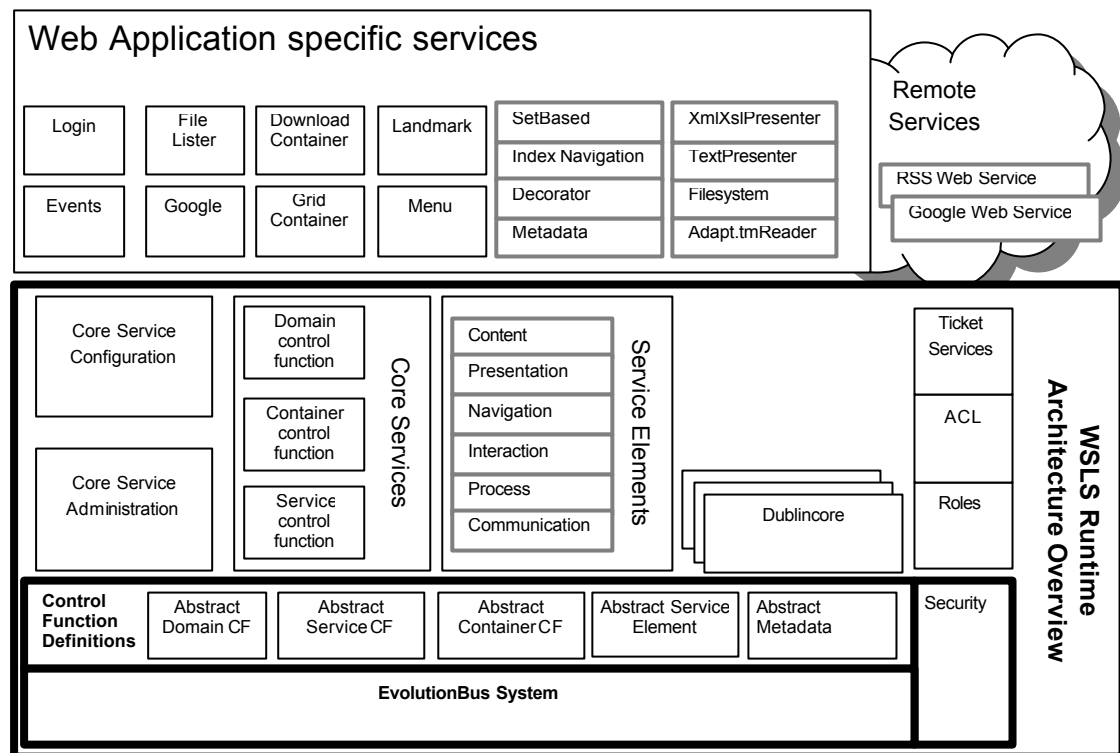 Web Application specific services
Login
File
Lister
Download
Container
Landmark
SetBased
XmlXslPresenter
Index Navigation
TextPresenter
Events
Google
Grid
Container
Menu
Decorator
Filesystem
Metadata
Adapt.tmReader
Remote
Services
RSS Web Service
Google Web Service
Core Service
Configuration
Core Service
Administration
Domain
control
function
Container
control
function
Service
control
function
Core Services
Content
Presentation
Navigation
Interaction
Process
Communication
Service Elements
Dublincore
Ticket
Services
ACL
Roles
WSLS Runtime
Architecture Overview
Control
Function
Definitions
Abstract
Domain CF
Abstract
Service CF
Abstract
Container CF
Abstract Service
Element
Abstract
Metadata
Security
EvolutionBus System